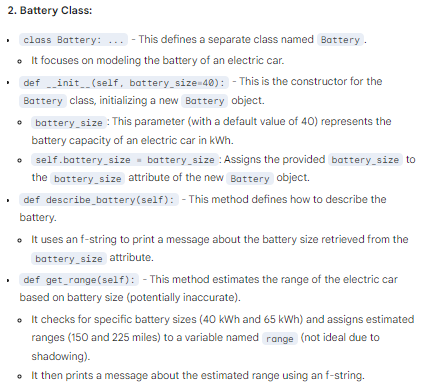 2. Battery Class:
• class Battery: ... - This defines a separate class named Battery.
o It focuses on modeling the battery of an electric car.
• def __init__(self, battery_size=40): - This is the constructor for the
Battery class, initializing a new Battery object.
o battery_size: This parameter (with a default value of 40) represents the
battery capacity of an electric car in kWh.
o self.battery_size = battery_size: Assigns the provided battery_size to
the battery_size attribute of the new Battery object.
• def describe_battery(self): - This method defines how to describe the
battery.
o It uses an f-string to print a message about the battery size retrieved from the
battery_size attribute.
• def get_range(self): - This method estimates the range of the electric car
based on battery size (potentially inaccurate).
o It checks for specific battery sizes (40 kWh and 65 kWh) and assigns estimated
ranges (150 and 225 miles) to a variable named range (not ideal due to
shadowing).
o It then prints a message about the estimated range using an f-string.